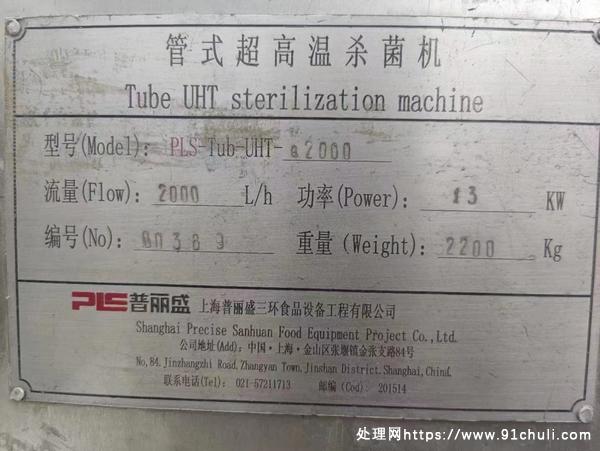 管式超高温杀菌机
Tube UHT sterilization machine
型号(Model): PLS-Tub-UHT-a2000
流量(Flow): 2000 L/h 功率(Power): 13 KW
编号(No): 00389 重量 (Weight): 2200 Kg
PLS普丽盛 上海普丽盛三环食品设备工程有限公司
Shanghai Precise Sanhuan Food Equipment Project Co.,Ltd.
公司地址(Add): 中国·上海·金山区张堰镇金张支路84号
No,84. Jinzhangzhi Road, Zhangyan Town, Jinshan District. Shanghai, China.
联系电话(Tel): 021-57211713 邮编(Cod): 201514
处理网https://www.91chuli.com/